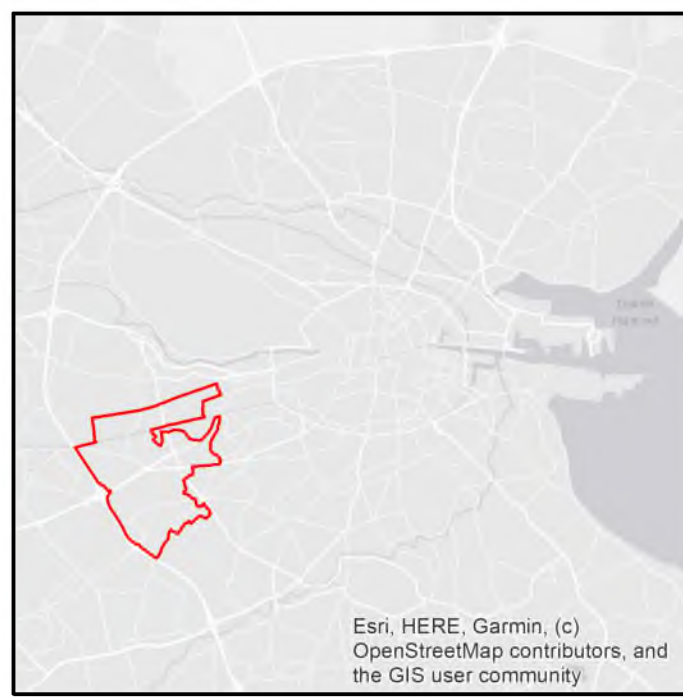 Esri, HERE, Garmin, (c)
OpenStreetMap contributors, and
the GIS user community